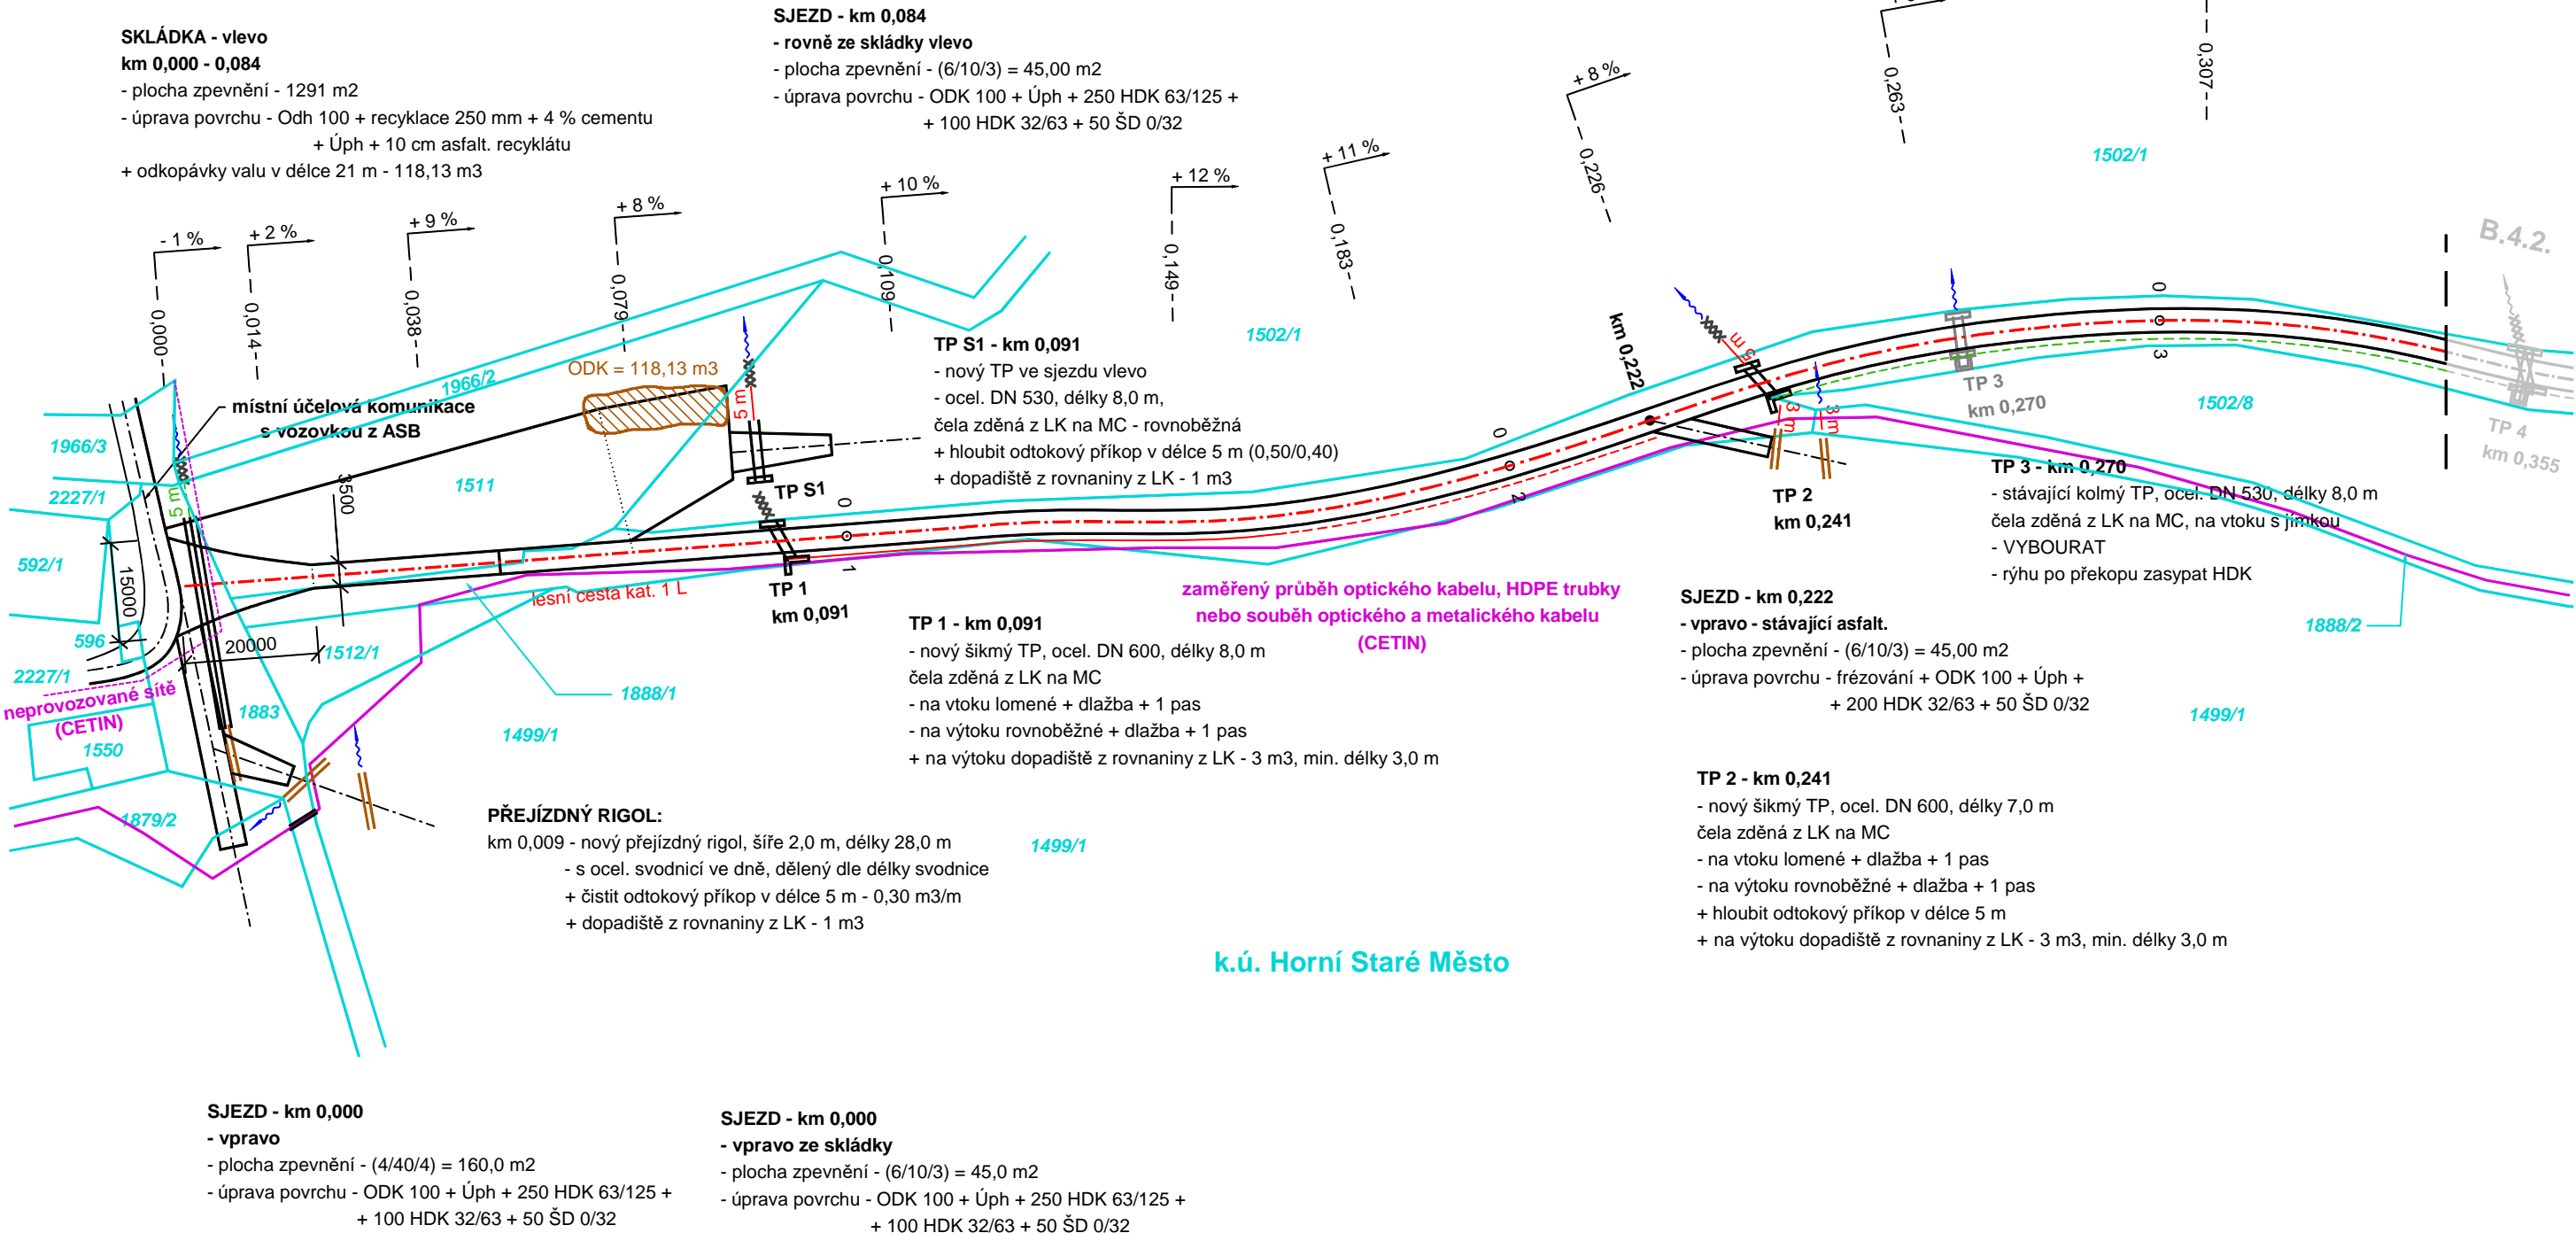 SKLÁDKA - vlevo
km 0,000 - 0,084
- plocha zpevnění - 1291 m2
- úprava povrchu - Odh 100 + recyklace 250 mm + 4 % cementu
+ Úph + 10 cm asfalt. recyklátu
+ odkopávky valu v délce 21 m - 118,13 m3
SJEZD - km 0,084
- rovně ze skládky vlevo
- plocha zpevnění - (6/10/3) = 45,00 m2
- úprava povrchu - ODK 100 + Úph + 250 HDK 63/125 +
+ 100 HDK 32/63 + 50 ŠD 0/32
- 1 %
+ 2 %
+ 9 %
+ 8 %
+ 10 %
+ 12 %
+ 11 %
+ 8 %
0,000
0,014
0,038
0,079
0,109
0,149
0,183
0,226
0,263
0,307
1502/1
B.4.2.
1966/2
místní účelová komunikace
s vozovkou z ASB
ODK = 118,13 m3
5 m
TP S1
TP S1 - km 0,091
- nový TP ve sjezdu vlevo
- ocel. DN 530, délky 8,0 m,
čela zděná z LK na MC - rovnoběžná
+ hloubit odtokový příkop v délce 5 m (0,50/0,40)
+ dopadiště z rovnaniny z LK - 1 m3
1502/1
km 0,222
5 m
3 m
3 m
TP 3
km 0,270
1502/8
TP 4
km 0,355
0
3
0
2
0
1
1966/3
2227/1
592/1
596
2227/1
5 m
15000
3500
20000
1511
1512/1
1883
1550
1879/2
neprovozované sítě
(CETIN)
lesní cesta kat. 1 L
1888/1
1499/1
TP 1
km 0,091
TP 1 - km 0,091
- nový šikmý TP, ocel. DN 600, délky 8,0 m
čela zděná z LK na MC
- na vtoku lomené + dlažba + 1 pas
- na výtoku rovnoběžné + dlažba + 1 pas
+ na výtoku dopadiště z rovnaniny z LK - 3 m3, min. délky 3,0 m
zaměřený průběh optického kabelu, HDPE trubky
nebo souběh optického a metalického kabelu
(CETIN)
TP 2
km 0,241
TP 3 - km 0,270
- stávající kolmý TP, ocel. DN 530, délky 8,0 m
čela zděná z LK na MC, na vtoku s jímkou
- VYBOURAT
- rýhu po překopu zasypat HDK
SJEZD - km 0,222
- vpravo - stávající asfalt.
- plocha zpevnění - (6/10/3) = 45,00 m2
- úprava povrchu - frézování + ODK 100 + Úph +
+ 200 HDK 32/63 + 50 ŠD 0/32
1888/2
1499/1
TP 2 - km 0,241
- nový šikmý TP, ocel. DN 600, délky 7,0 m
čela zděná z LK na MC
- na vtoku lomené + dlažba + 1 pas
- na výtoku rovnoběžné + dlažba + 1 pas
+ hloubit odtokový příkop v délce 5 m
+ na výtoku dopadiště z rovnaniny z LK - 3 m3, min. délky 3,0 m
PŘEJÍZDNÝ RIGOL:
km 0,009 - nový přejízdný rigol, šíře 2,0 m, délky 28,0 m
- s ocel. svodnicí ve dně, dělený dle délky svodnice
+ čistit odtokový příkop v délce 5 m - 0,30 m3/m
+ dopadiště z rovnaniny z LK - 1 m3
1499/1
k.ú. Horní Staré Město
SJEZD - km 0,000
- vpravo
- plocha zpevnění - (4/40/4) = 160,0 m2
- úprava povrchu - ODK 100 + Úph + 250 HDK 63/125 +
+ 100 HDK 32/63 + 50 ŠD 0/32
SJEZD - km 0,000
- vpravo ze skládky
- plocha zpevnění - (6/10/3) = 45,0 m2
- úprava povrchu - ODK 100 + Úph + 250 HDK 63/125 +
+ 100 HDK 32/63 + 50 ŠD 0/32